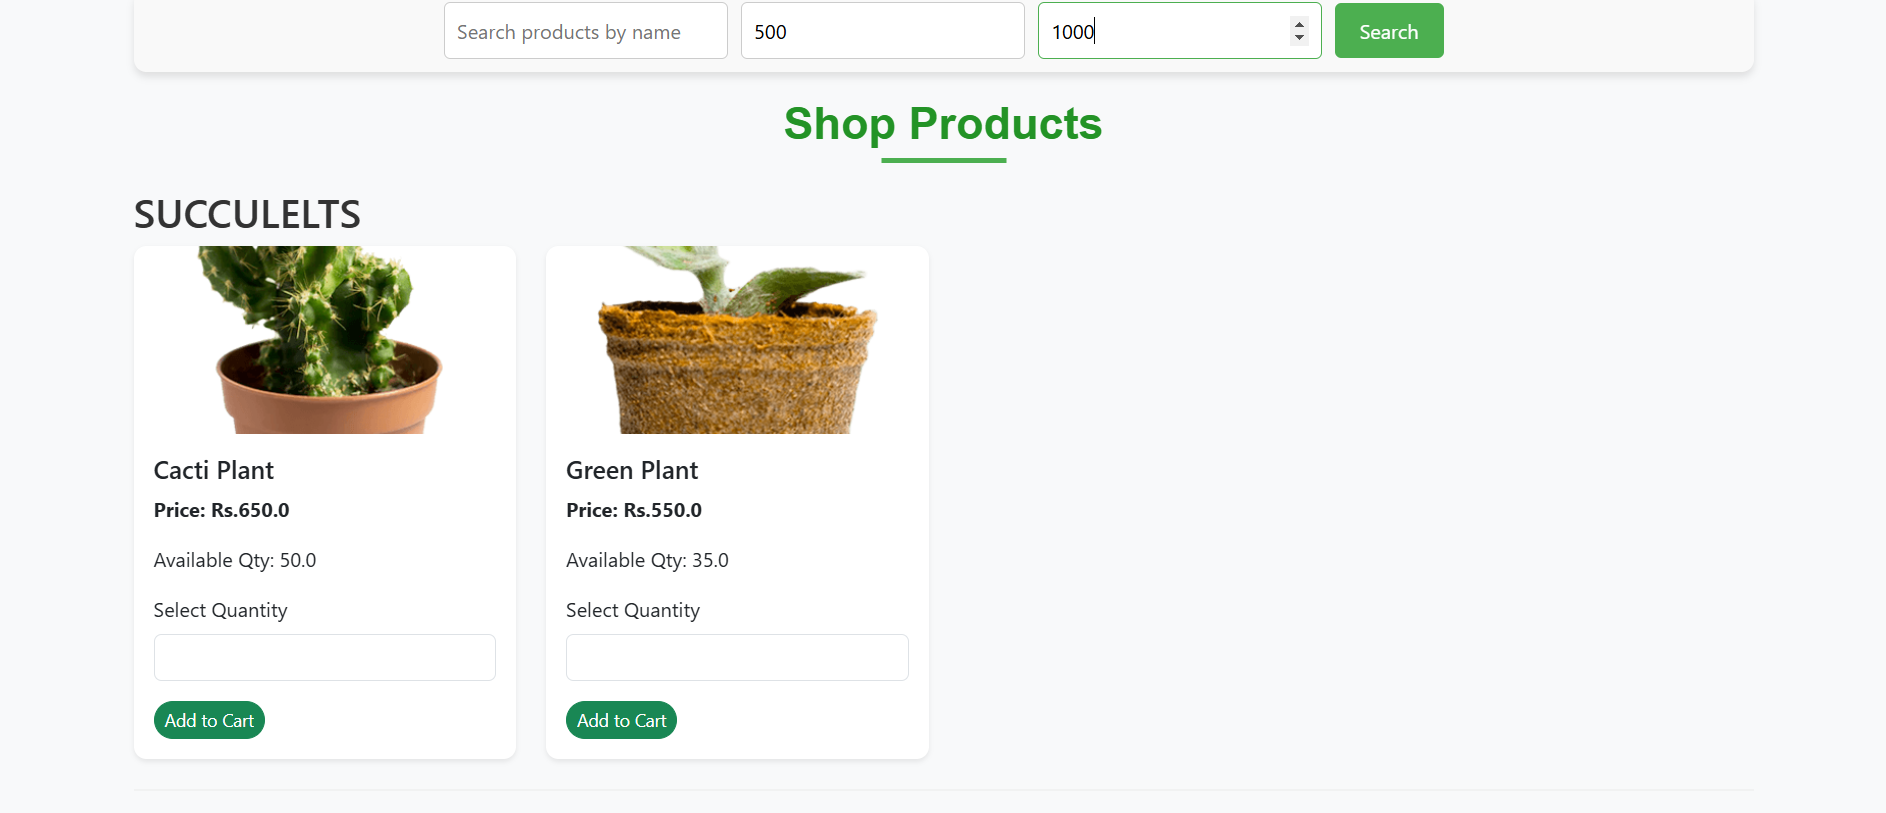 Search products by name 500 1000 Search
Shop Products
SUCCULELTS
Cacti Plant
Price: Rs.650.0
Available Qty: 50.0
Select Quantity
Add to Cart
Green Plant
Price: Rs.550.0
Available Qty: 35.0
Select Quantity
Add to Cart